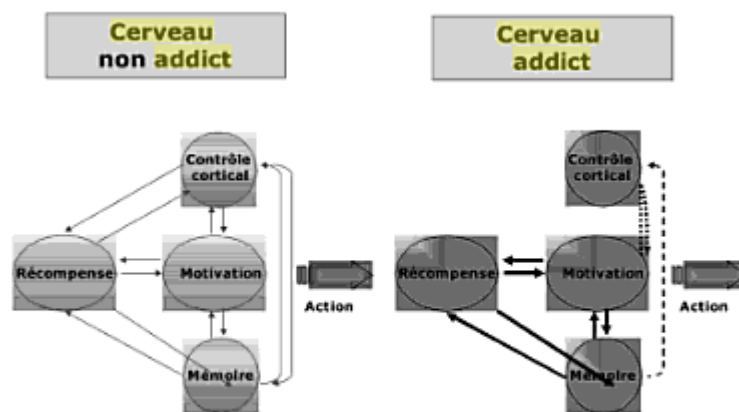 Cerveau
non addict
Contrôle
cortical
Récompense
Motivation
Action
Mémoire
Cerveau
addict
Contrôle
cortical
Récompense
Motivation
Action
Mémoire